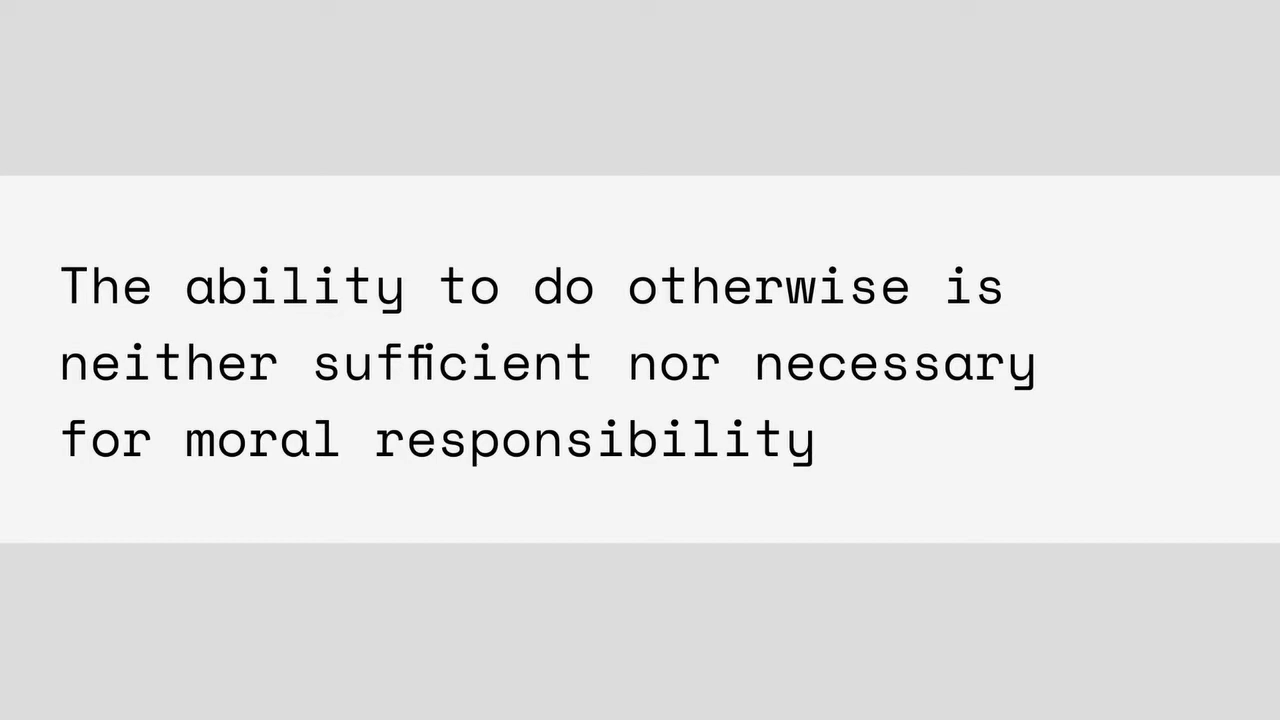 The ability to do otherwise is
neither sufficient nor necessary
for moral responsibility